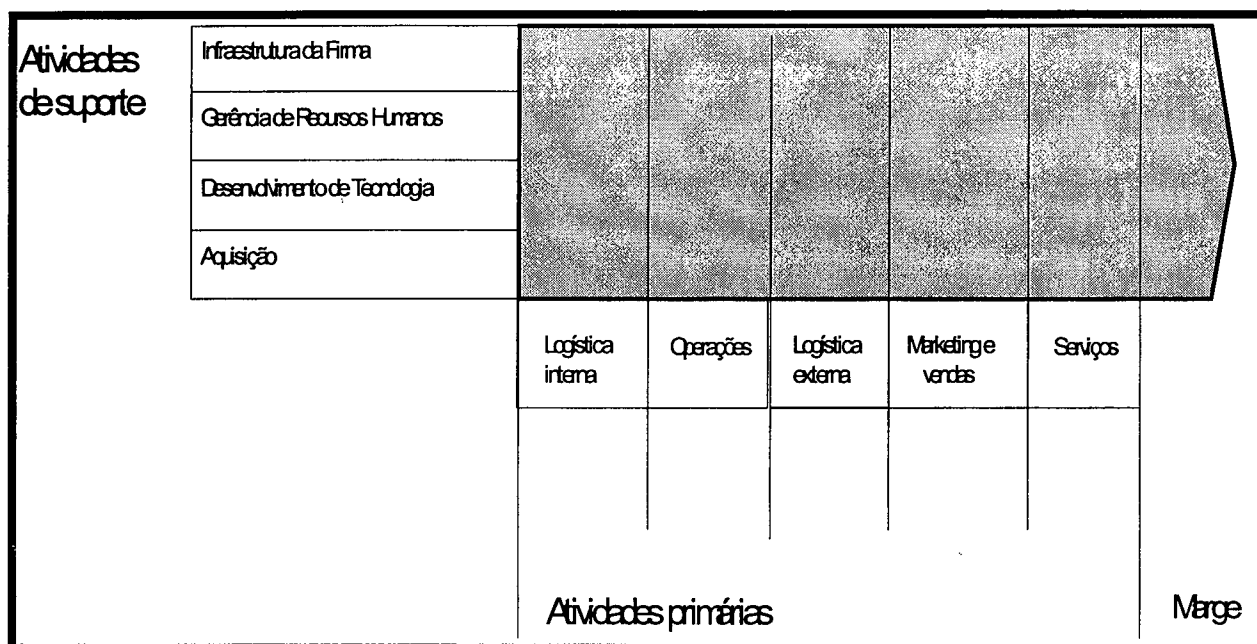 Atividades
de suporte
Infraestrutura da Firma
Gerência de Recursos Humanos
Desenvolvimento de Tecnologia
Aquisição
Logística
interna
Operações
Logística
externa
Marketing e
vendas
Serviços
Atividades primárias
Marge